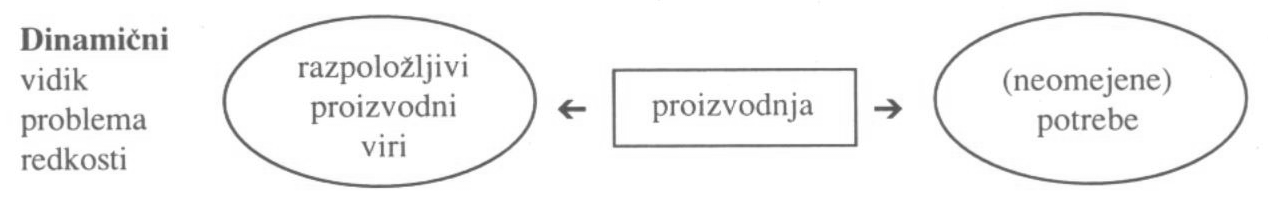 Dinamični
vidik
problema
redkosti
razpoložljivi
proizvodni
viri
proizvodnja
(neomejene)
potrebe